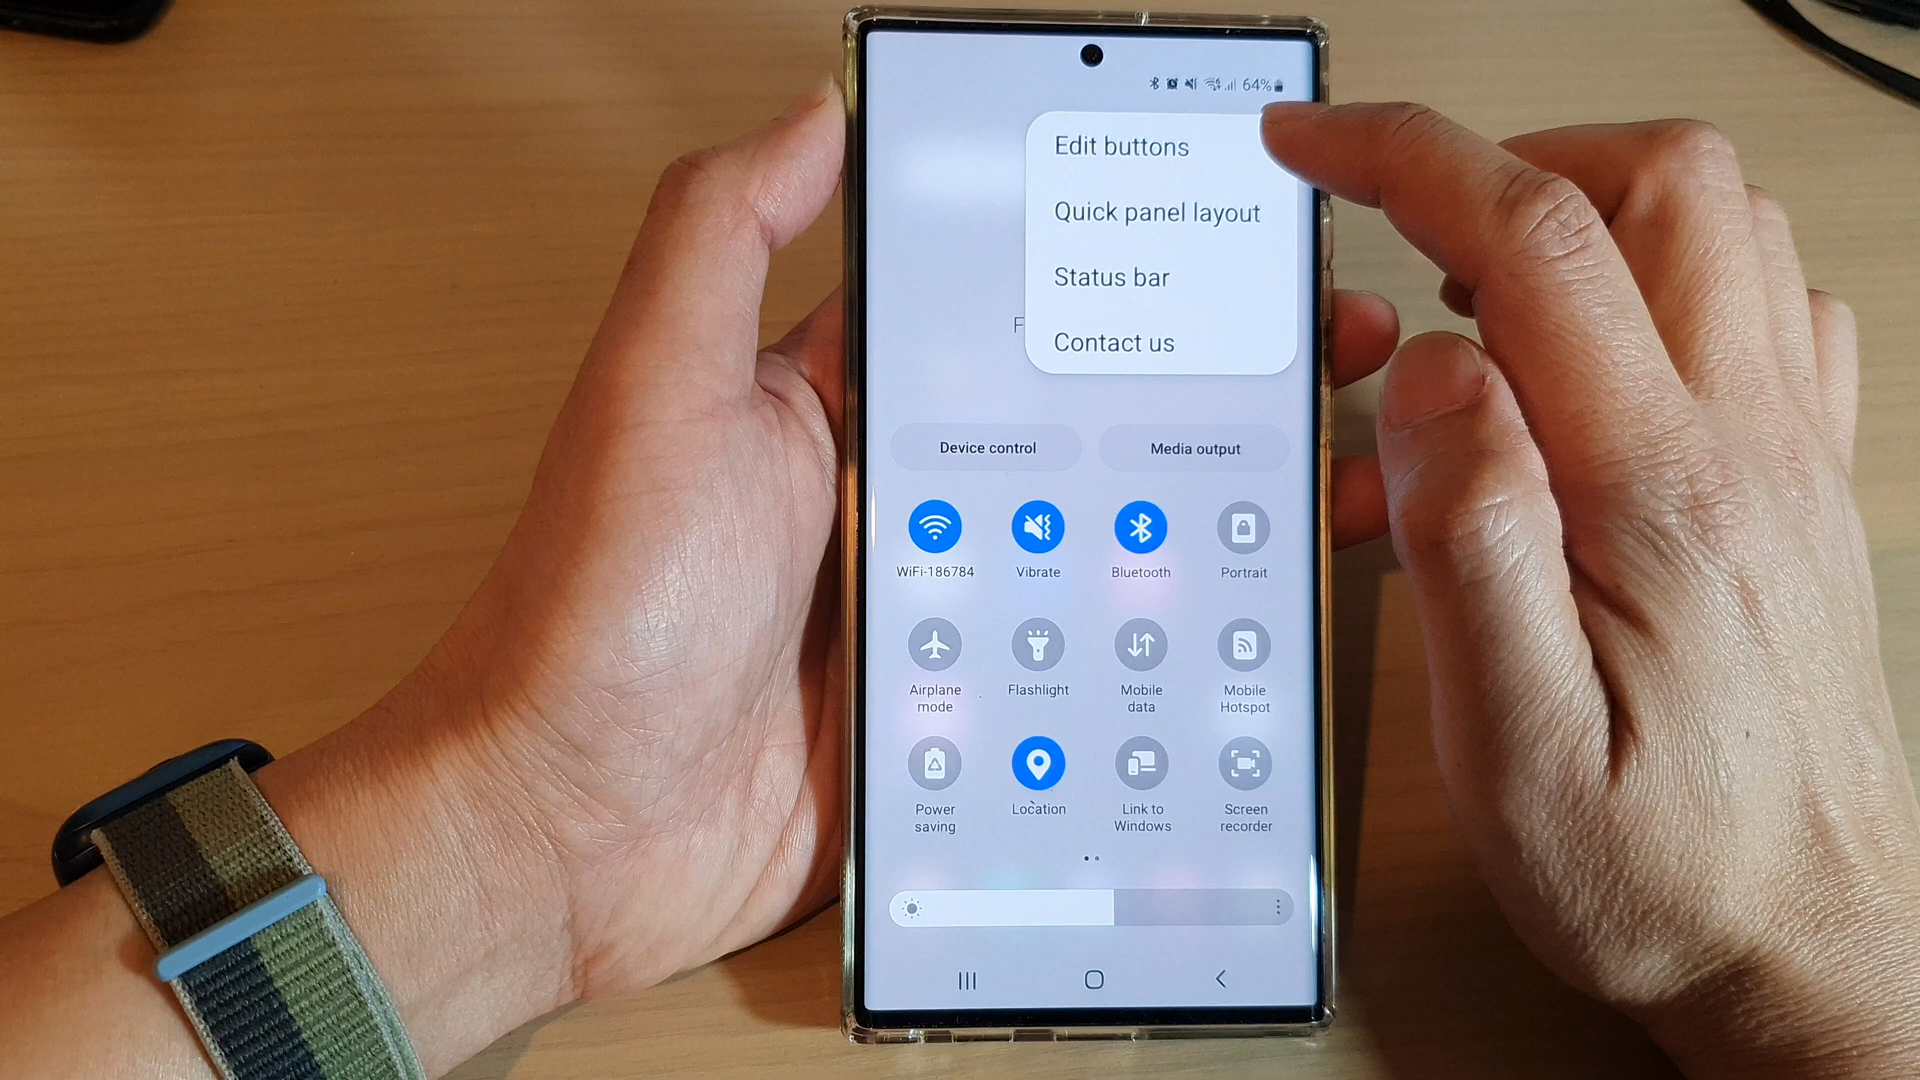 64%
Edit buttons
Quick panel layout
Status bar
Contact us
F
Device control
Media output
WiFi-186784
Vibrate
Bluetooth
Portrait
Airplane
mode
Flashlight
Mobile
data
Mobile
Hotspot
Power
saving
Location
Link to
Windows
Screen
recorder